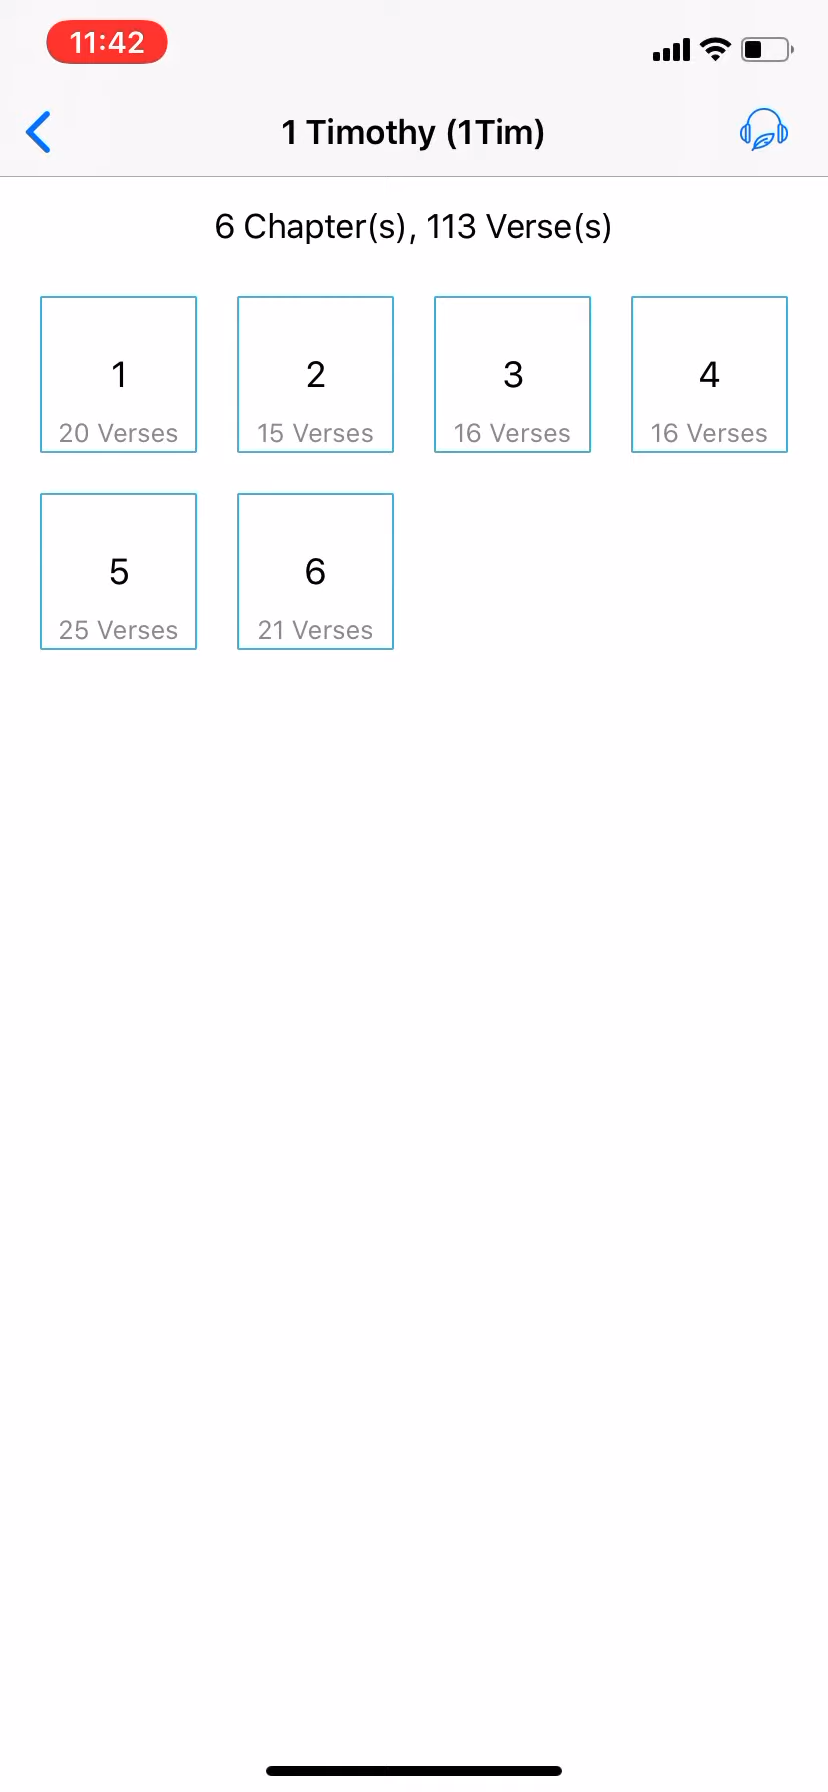 11:42
1 Timothy (1Tim)
6 Chapter(s), 113 Verse(s)
1
20 Verses
2
15 Verses
3
16 Verses
4
16 Verses
5
25 Verses
6
21 Verses